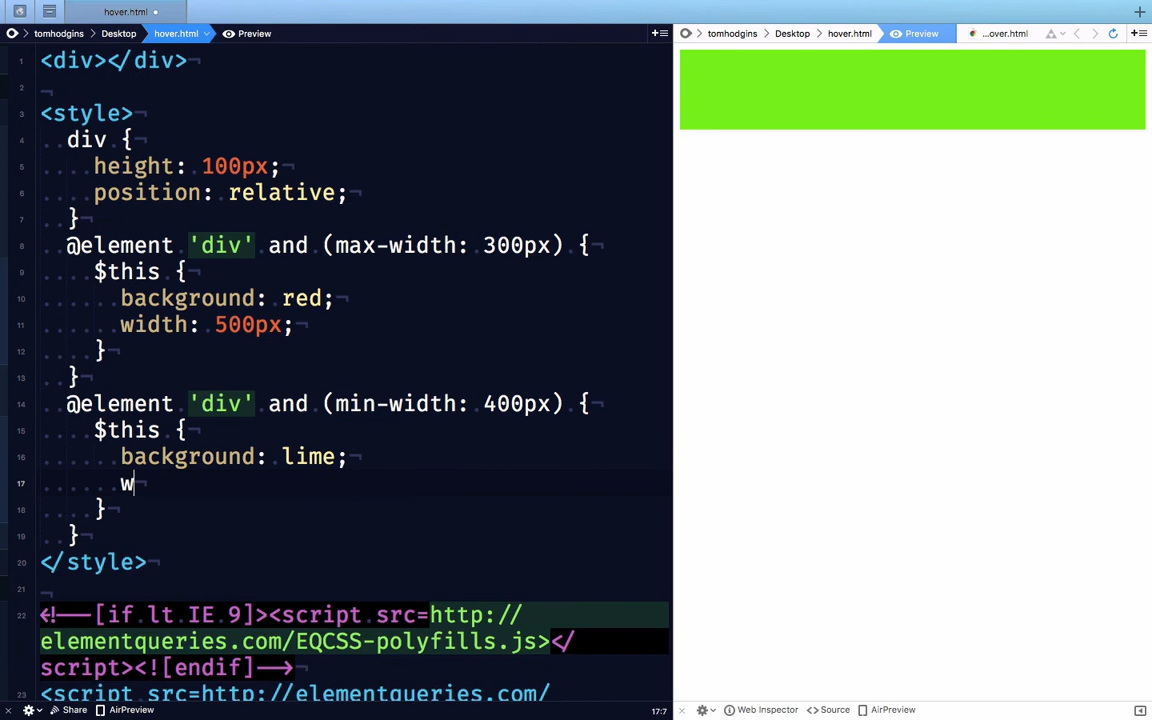 hover.html
tomhodgins Desktop hover.html Preview
tomhodgins Desktop hover.html Preview ...over.html
1 <div></div>
2
3 <style>
4 div {
5 height: 100px;
6 position: relative;
7 }
8 @element 'div' and (max-width: 300px) {
9 $this {
10 background: red;
11 width: 500px;
12 }
13 }
14 @element 'div' and (min-width: 400px) {
15 $this {
16 background: lime;
17 w
18 }
19 }
20 </style>
21
22 <!--[if lt IE 9]><script src=http://
elementqueries.com/EQCSS-polyfills.js></
script><![endif]-->
23 <script src=http://elementqueries.com/
Share AirPreview 17:7
Web Inspector Source AirPreview